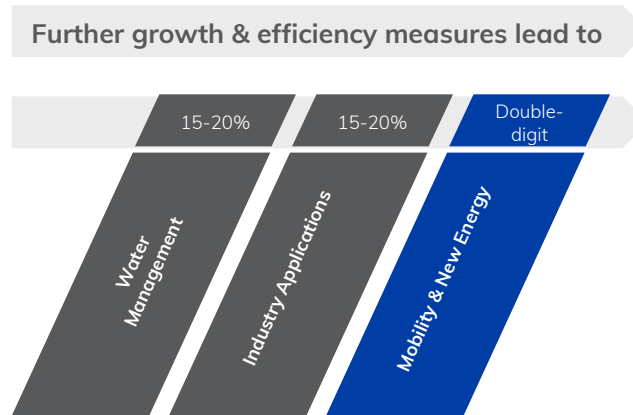 Further growth & efficiency measures lead to
15-20%
15-20%
Double-
digit
Water
Management
Industry Applications
Mobility & New Energy